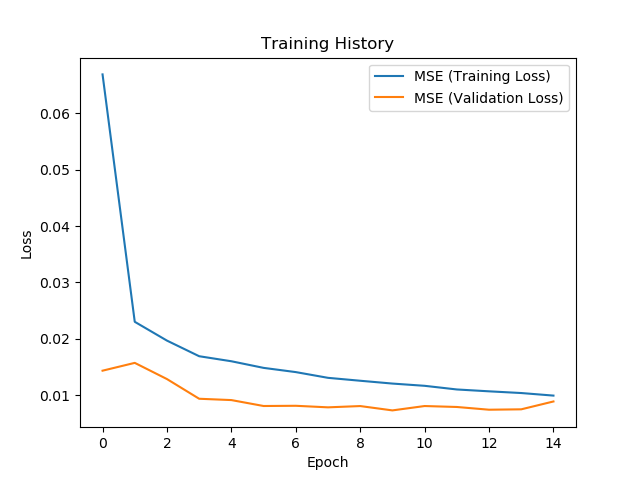 Training History
MSE (Training Loss)
MSE (Validation Loss)
0.06
0.05
0.04
0.03
0.02
0.01
Loss
0 2 4 6 8 10 12 14
Epoch